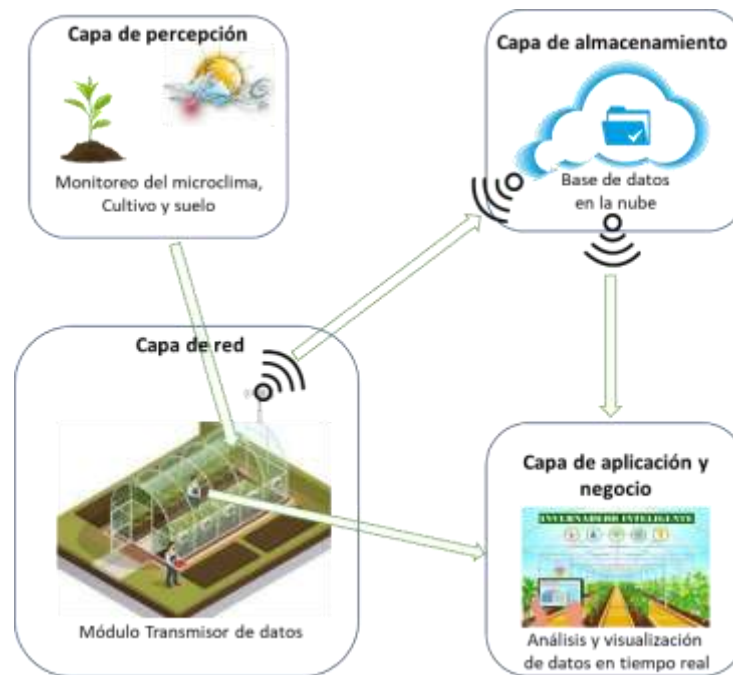 Capa de percepción
Monitoreo del microclima,
Cultivo y suelo
Capa de almacenamiento
Base de datos
en la nube
Capa de red
Módulo Transmisor de datos
Capa de aplicación y
negocio
INVERNADERO INTELIGENTE
Análisis y visualización
de datos en tiempo real